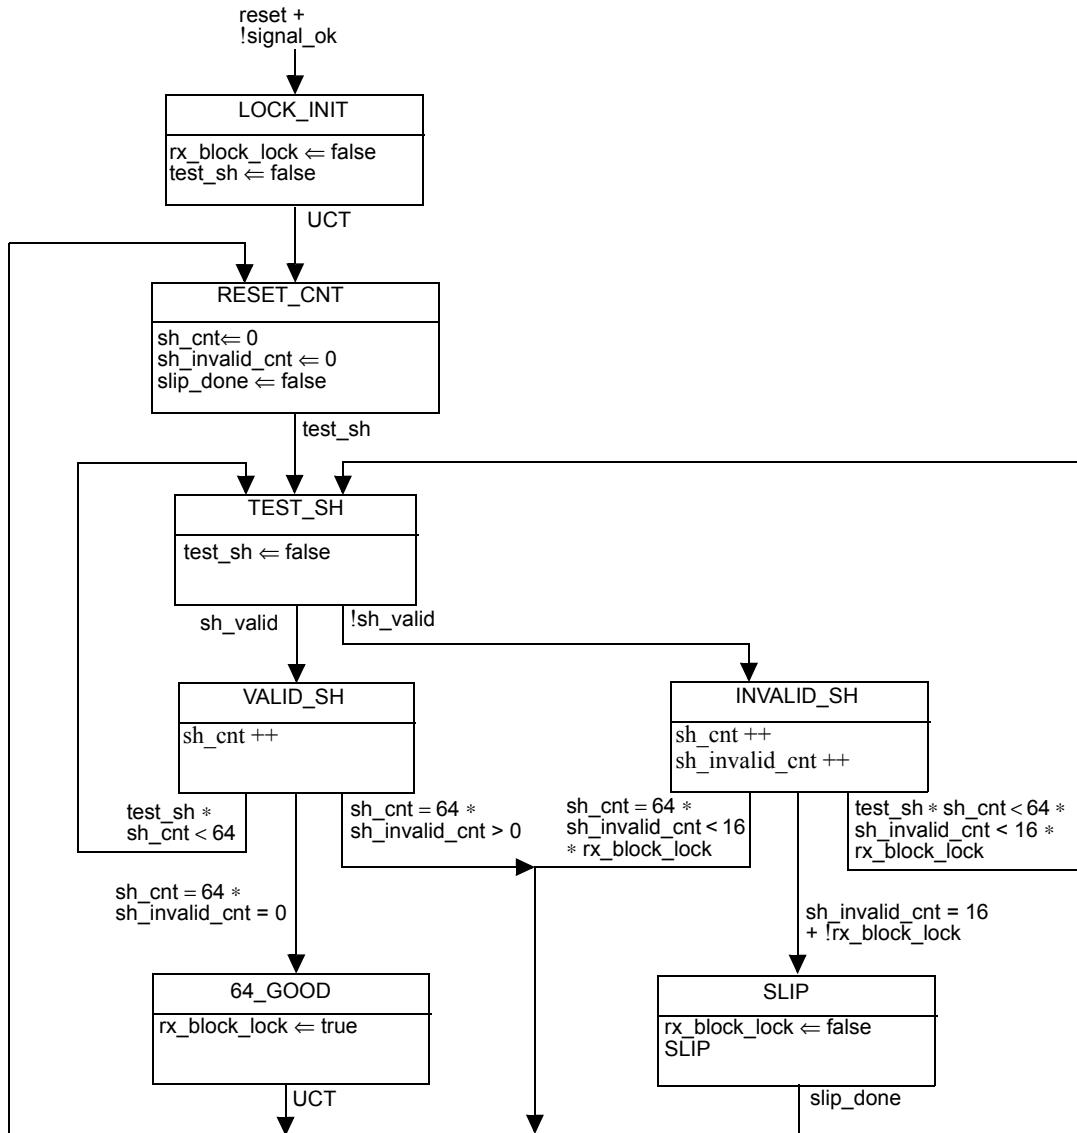 reset +
!signal_ok
LOCK_INIT
rx_block_lock ⇐ false
test_sh ⇐ false
UCT
RESET_CNT
sh_cnt⇐ 0
sh_invalid_cnt ⇐ 0
slip_done ⇐ false
test_sh
TEST_SH
test_sh ⇐ false
sh_valid
!sh_valid
VALID_SH
sh_cnt ++
INVALID_SH
sh_cnt ++
sh_invalid_cnt ++
test_sh *
sh_cnt < 64
sh_cnt = 64 *
sh_invalid_cnt > 0
sh_cnt = 64 *
sh_invalid_cnt < 16
* rx_block_lock
test_sh * sh_cnt < 64 *
sh_invalid_cnt < 16 *
rx_block_lock
sh_cnt = 64 *
sh_invalid_cnt = 0
sh_invalid_cnt = 16
+ !rx_block_lock
64_GOOD
rx_block_lock ⇐ true
UCT
SLIP
rx_block_lock ⇐ false
SLIP
slip_done